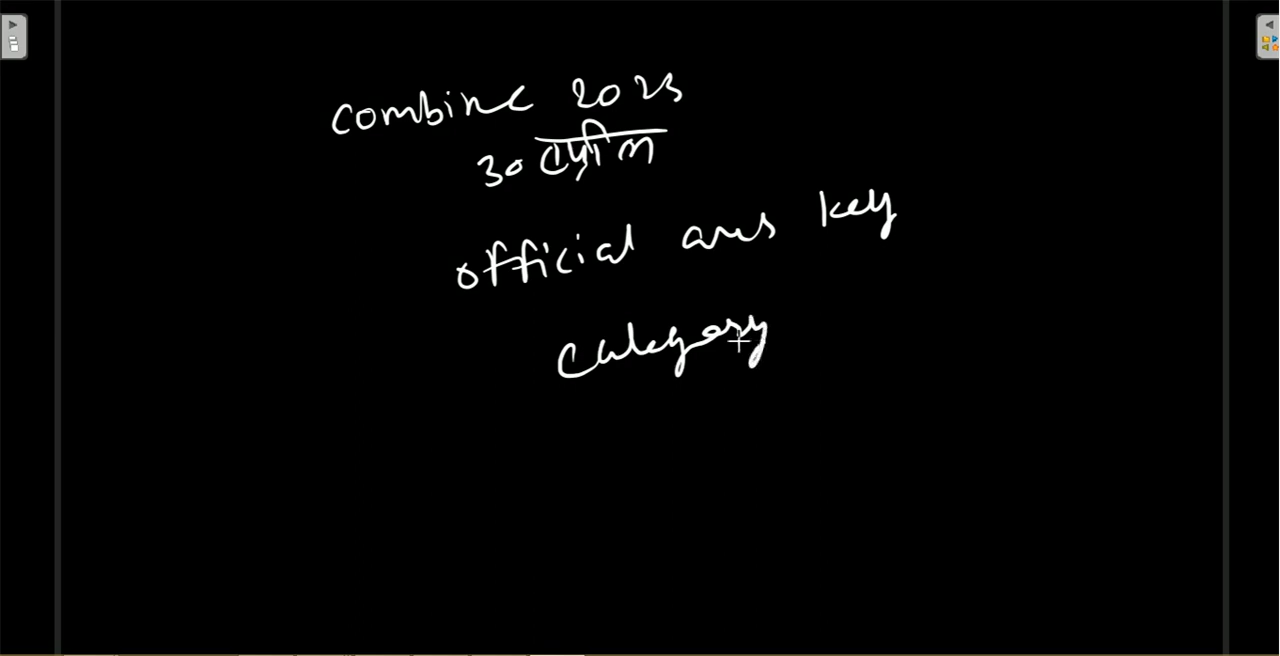 combine 2023
30 एप्रील
official ans key
category